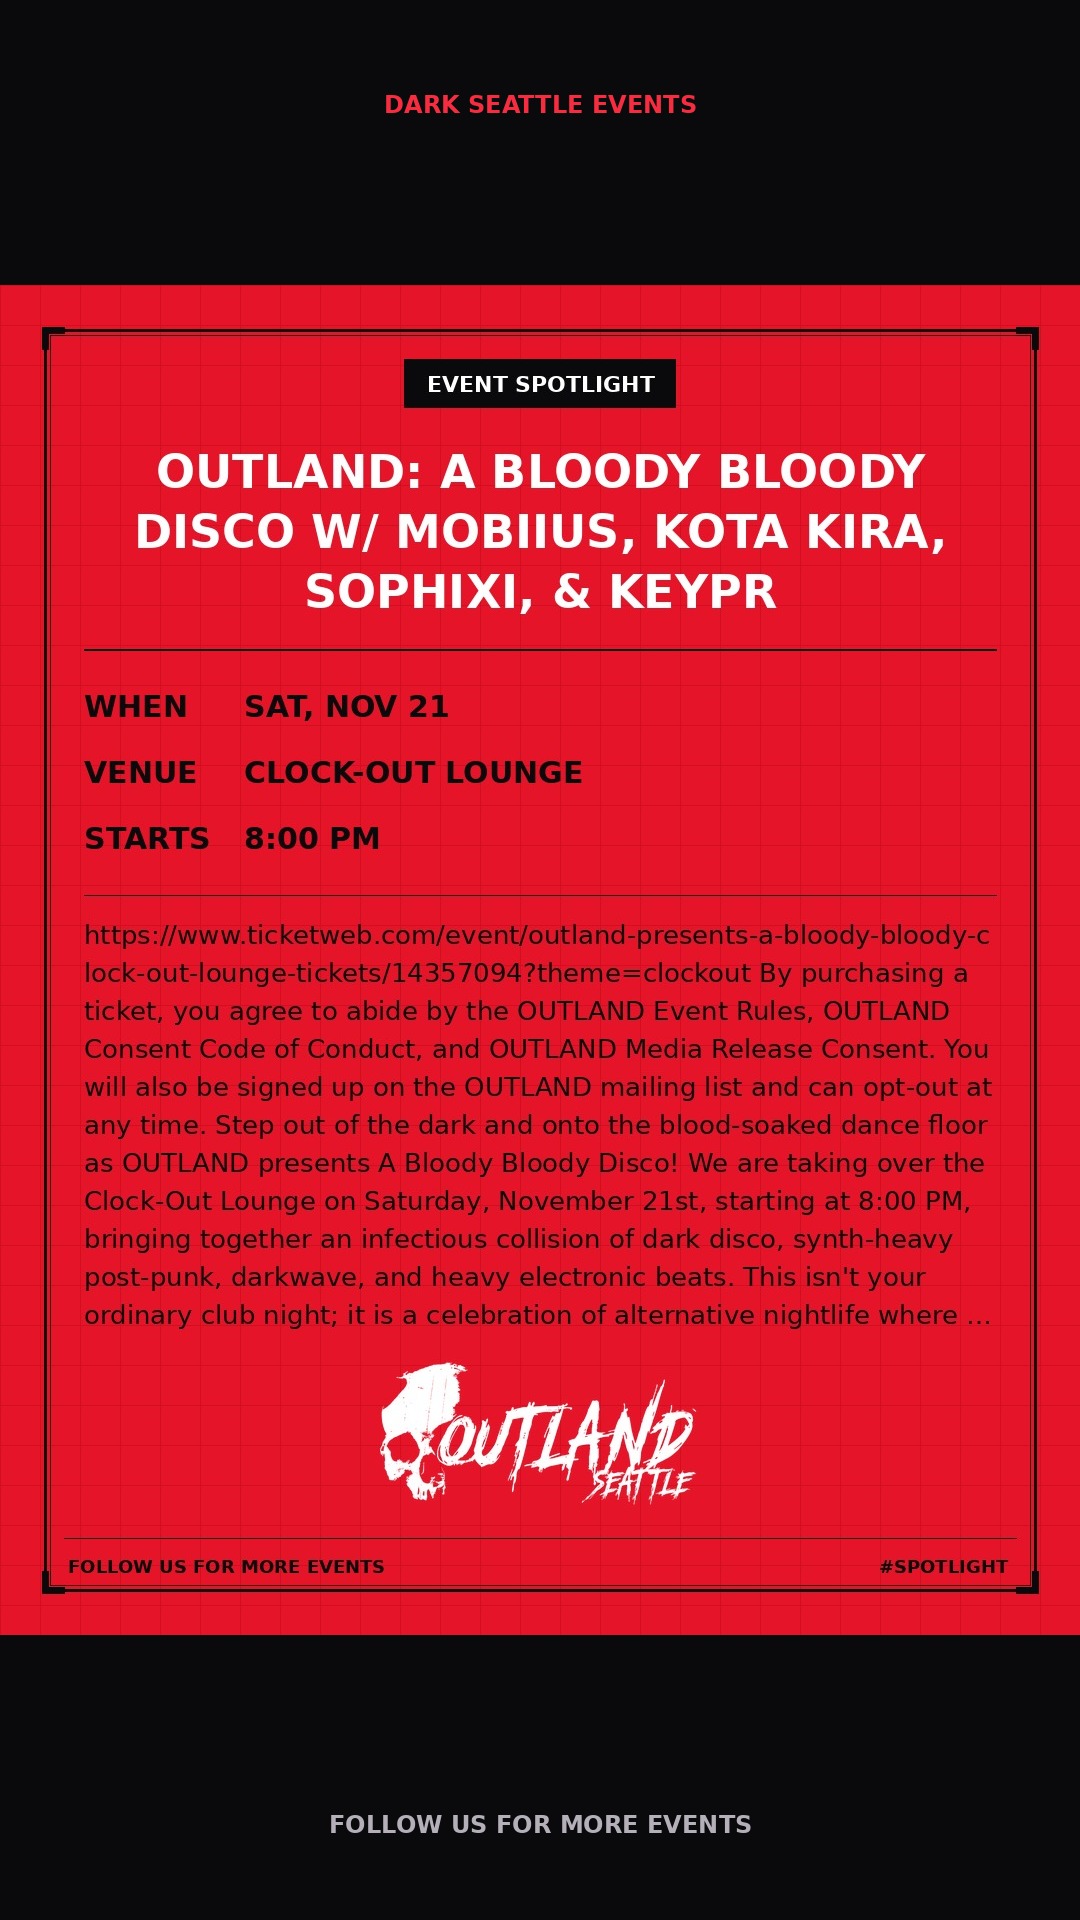 DARK SEATTLE EVENTS
EVENT SPOTLIGHT
OUTLAND: A BLOODY BLOODY
DISCO W/ MOBIIUS, KOTA KIRA,
SOPHIXI, & KEYPR
WHEN SAT, NOV 21
VENUE CLOCK-OUT LOUNGE
STARTS 8:00 PM
https://www.ticketweb.com/event/outland-presents-a-bloody-bloody-c
lock-out-lounge-tickets/14357094?theme=clockout By purchasing a
ticket, you agree to abide by the OUTLAND Event Rules, OUTLAND
Consent Code of Conduct, and OUTLAND Media Release Consent. You
will also be signed up on the OUTLAND mailing list and can opt-out at
any time. Step out of the dark and onto the blood-soaked dance floor
as OUTLAND presents A Bloody Bloody Disco! We are taking over the
Clock-Out Lounge on Saturday, November 21st, starting at 8:00 PM,
bringing together an infectious collision of dark disco, synth-heavy
post-punk, darkwave, and heavy electronic beats. This isn't your
ordinary club night; it is a celebration of alternative nightlife where ...
OUTLAND
SEATTLE
FOLLOW US FOR MORE EVENTS #SPOTLIGHT
FOLLOW US FOR MORE EVENTS